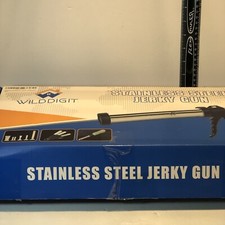 STAINLESS STEEL
JERKY GUN
WILDDIGIT
STAINLESS STEEL JERKY GUN